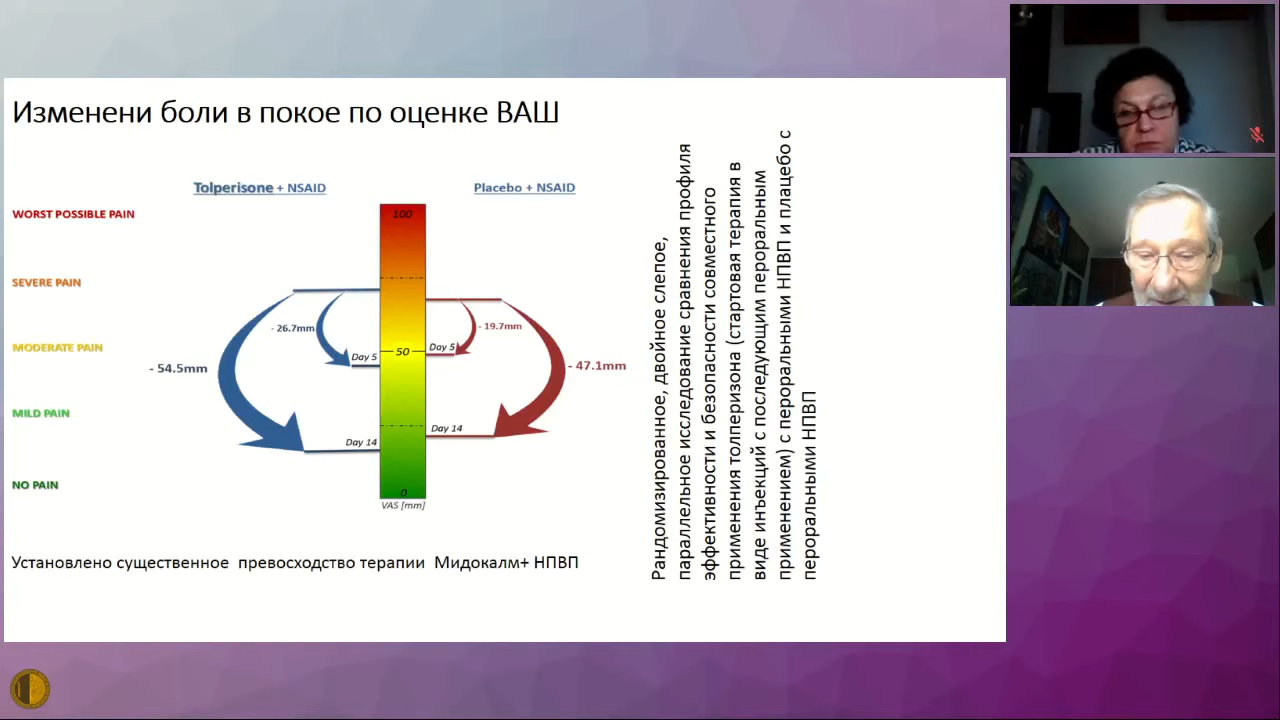 Изменени боли в покое по оценке ВАШ
Tolperisone + NSAID
Placebo + NSAID
WORST POSSIBLE PAIN
SEVERE PAIN
MODERATE PAIN
MILD PAIN
NO PAIN
100
- 26.7mm
- 19.7mm
Day 5
50
Day 5
- 54.5mm
- 47.1mm
Day 14
Day 14
0
VAS [mm]
Установлено существенное превосходство терапии Мидокалм+ НПВП
Рандомизированное, двойное слепое,
параллельное исследование сравнения профиля
эффективности и безопасности совместного
применения толперизона (стартовая терапия в
виде инъекций с последующим пероральным
применением) с пероральными НПВП и плацебо с
пероральными НПВП